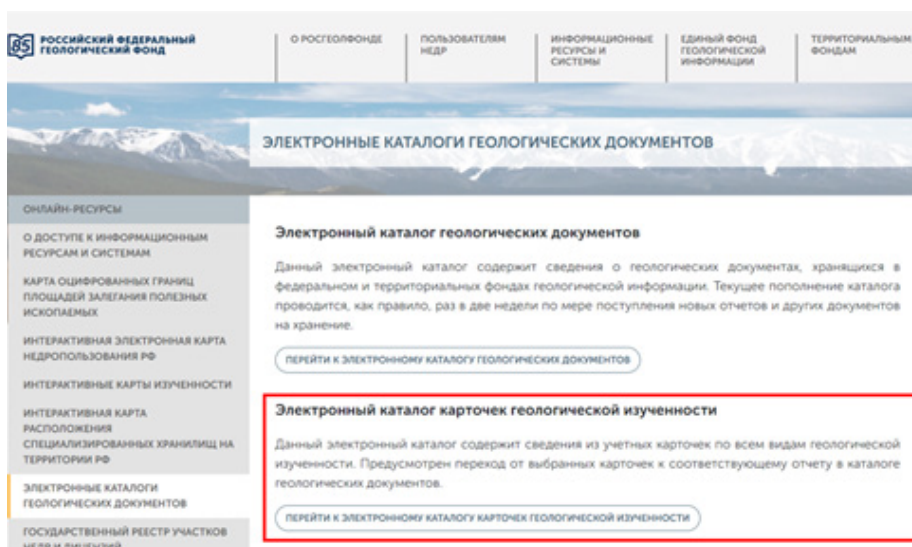 85
РОССИЙСКИЙ ФЕДЕРАЛЬНЫЙ
ГЕОЛОГИЧЕСКИЙ ФОНД
О РОСГЕОЛФОНДЕ
ПОЛЬЗОВАТЕЛЯМ
НЕДР
ИНФОРМАЦИОННЫЕ
РЕСУРСЫ И
СИСТЕМЫ
ЕДИНЫЙ ФОНД
ГЕОЛОГИЧЕСКОЙ
ИНФОРМАЦИИ
ТЕРРИТОРИАЛЬНЫМ
ФОНДАМ
ЭЛЕКТРОННЫЕ КАТАЛОГИ ГЕОЛОГИЧЕСКИХ ДОКУМЕНТОВ
ОНЛАЙН-РЕСУРСЫ
О ДОСТУПЕ К ИНФОРМАЦИОННЫМ
РЕСУРСАМ И СИСТЕМАМ
КАРТА ОЦИФРОВАННЫХ ГРАНИЦ
ПЛОЩАДЕЙ ЗАЛЕГАНИЯ ПОЛЕЗНЫХ
ИСКОПАЕМЫХ
ИНТЕРАКТИВНАЯ ЭЛЕКТРОННАЯ КАРТА
НЕДРОПОЛЬЗОВАНИЯ РФ
ИНТЕРАКТИВНЫЕ КАРТЫ ИЗУЧЕННОСТИ
ИНТЕРАКТИВНАЯ КАРТА
РАСПОЛОЖЕНИЯ
СПЕЦИАЛИЗИРОВАННЫХ ХРАНИЛИЩ НА
ТЕРРИТОРИИ РФ
ЭЛЕКТРОННЫЕ КАТАЛОГИ
ГЕОЛОГИЧЕСКИХ ДОКУМЕНТОВ
ГОСУДАРСТВЕННЫЙ РЕЕСТР УЧАСТКОВ
НЕДР И ЛИЦЕНЗИЙ
Электронный каталог геологических документов
Данный электронный каталог содержит сведения о геологических документах, хранящихся в
федеральном и территориальных фондах геологической информации. Текущее пополнение каталога
проводится, как правило, раз в две недели по мере поступления новых отчетов и других документов
на хранение.
ПЕРЕЙТИ К ЭЛЕКТРОННОМУ КАТАЛОГУ ГЕОЛОГИЧЕСКИХ ДОКУМЕНТОВ
Электронный каталог карточек геологической изученности
Данный электронный каталог содержит сведения из учетных карточек по всем видам геологической
изученности. Предусмотрен переход от выбранных карточек к соответствующему отчету в каталоге
геологических документов.
ПЕРЕЙТИ К ЭЛЕКТРОННОМУ КАТАЛОГУ КАРТОЧЕК ГЕОЛОГИЧЕСКОЙ ИЗУЧЕННОСТИ